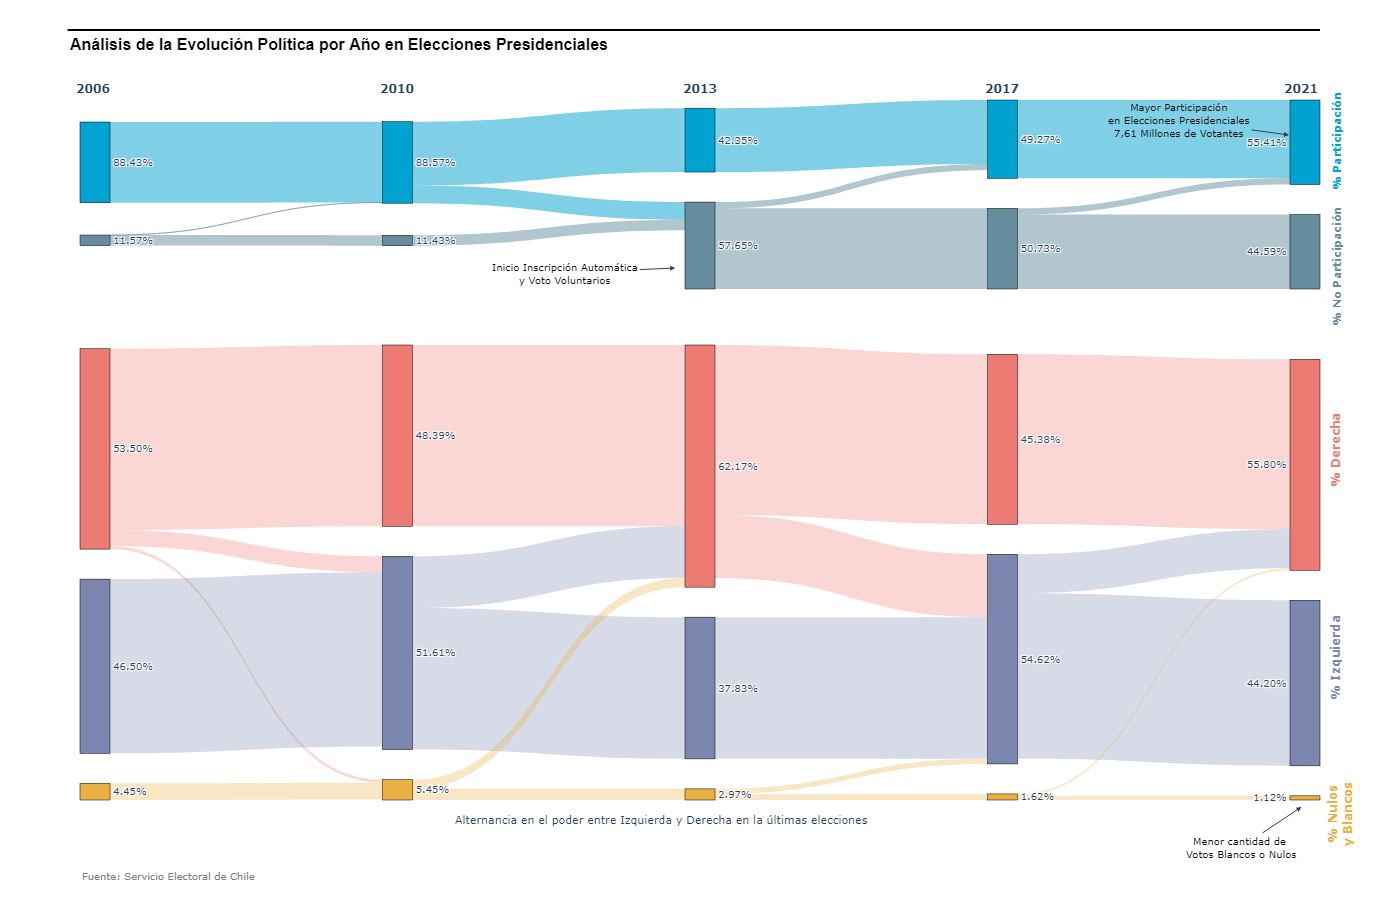 Análisis de la Evolución Política por Año en Elecciones Presidenciales
2006
2010
2013
2017
2021
Mayor Participación
en Elecciones Presidenciales
7,61 Millones de Votantes
88.43%
88.57%
42.35%
49.27%
55.41%
% Participación
11.57%
11.43%
57.65%
50.73%
44.59%
% No Participación
Inicio Inscripción Automática
y Voto Voluntarios
53.50%
48.39%
62.17%
45.38%
55.80%
% Derecha
46.50%
51.61%
37.83%
54.62%
44.20%
% Izquierda
4.45%
5.45%
2.97%
1.62%
1.12%
% Nulos
y Blancos
Alternancia en el poder entre Izquierda y Derecha en la últimas elecciones
Menor cantidad de
Votos Blancos o Nulos
Fuente: Servicio Electoral de Chile